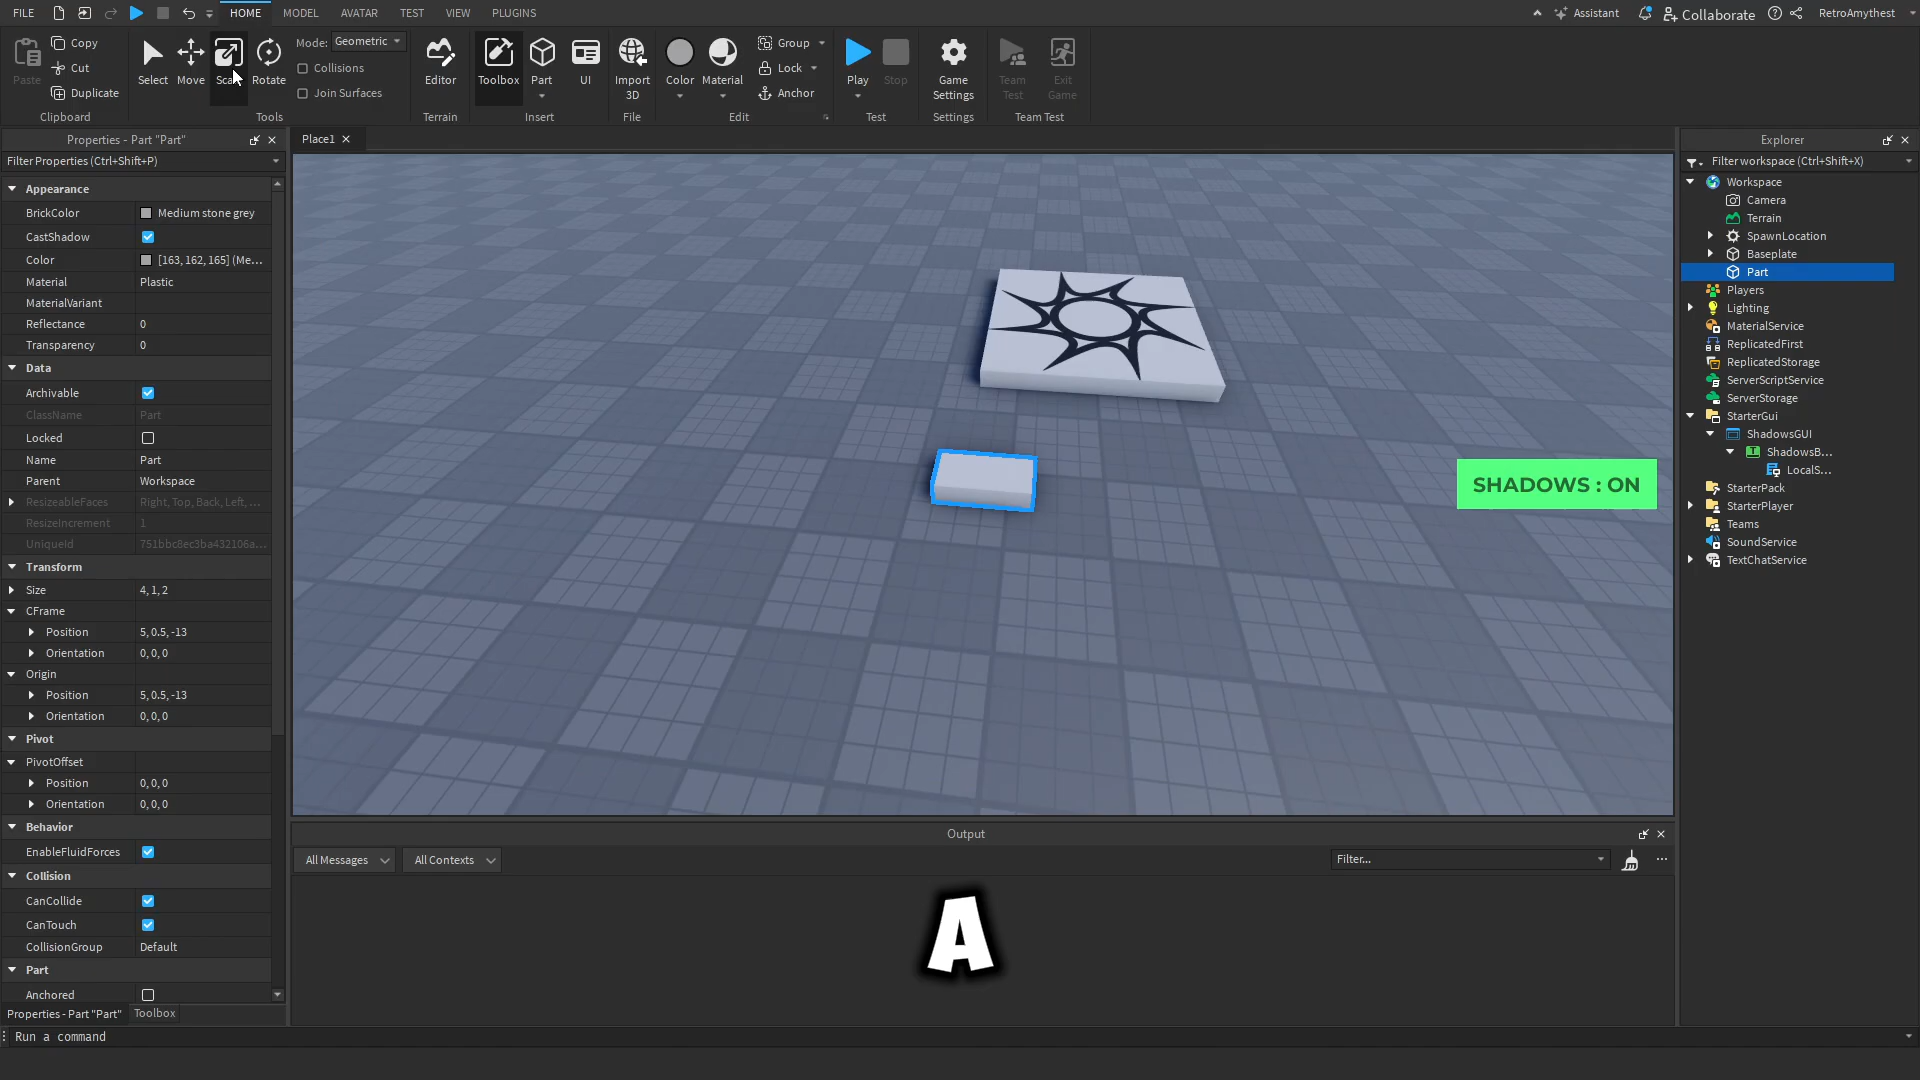 FILE HOME MODEL AVATAR TEST VIEW PLUGINS Assistant Collaborate RetroAmythest
Paste Copy Cut Duplicate Clipboard
Select Move Scale Rotate Mode: Geometric Collisions Join Surfaces Tools
Editor Terrain
Toolbox Part UI Insert
Import 3D File
Color Material Group Lock Anchor Edit
Play Stop Test
Game Settings Settings
Team Test Exit Game Team Test
Properties - Part "Part"
Filter Properties (Ctrl+Shift+P)
Appearance
BrickColor Medium stone grey
CastShadow
Color [163, 162, 165] (Me...
Material Plastic
MaterialVariant
Reflectance 0
Transparency 0
Data
Archivable
ClassName Part
Locked
Name Part
Parent Workspace
ResizeableFaces Right, Top, Back, Left, ...
ResizeIncrement 1
UniqueId 751bbc8ec3ba432106a...
Transform
Size 4, 1, 2
CFrame
Position 5, 0.5, -13
Orientation 0, 0, 0
Origin
Position 5, 0.5, -13
Orientation 0, 0, 0
Pivot
PivotOffset
Position 0, 0, 0
Orientation 0, 0, 0
Behavior
EnableFluidForces
Collision
CanCollide
CanTouch
CollisionGroup Default
Part
Anchored
Properties - Part "Part" Toolbox
Run a command
Place1
SHADOWS : ON
Output
All Messages All Contexts Filter...
A
Explorer
Filter workspace (Ctrl+Shift+X)
Workspace
Camera
Terrain
SpawnLocation
Baseplate
Part
Players
Lighting
MaterialService
ReplicatedFirst
ReplicatedStorage
ServerScriptService
ServerStorage
StarterGui
ShadowsGUI
ShadowsB...
LocalS...
StarterPack
StarterPlayer
Teams
SoundService
TextChatService